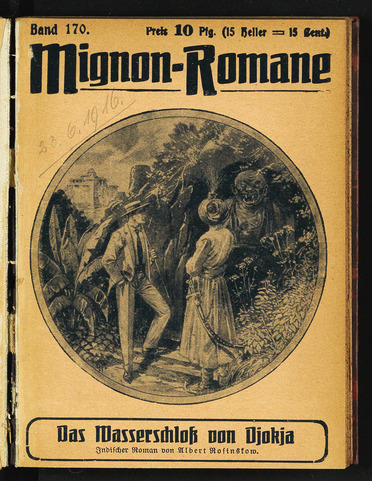 Band 170.
Preis 10 Pfg. (15 Heller = 15 Cent.)
Mignon-Romane
23.6.1916.
Das Wasserschloß von Djokja
Indischer Roman von Albert Rosinskow.